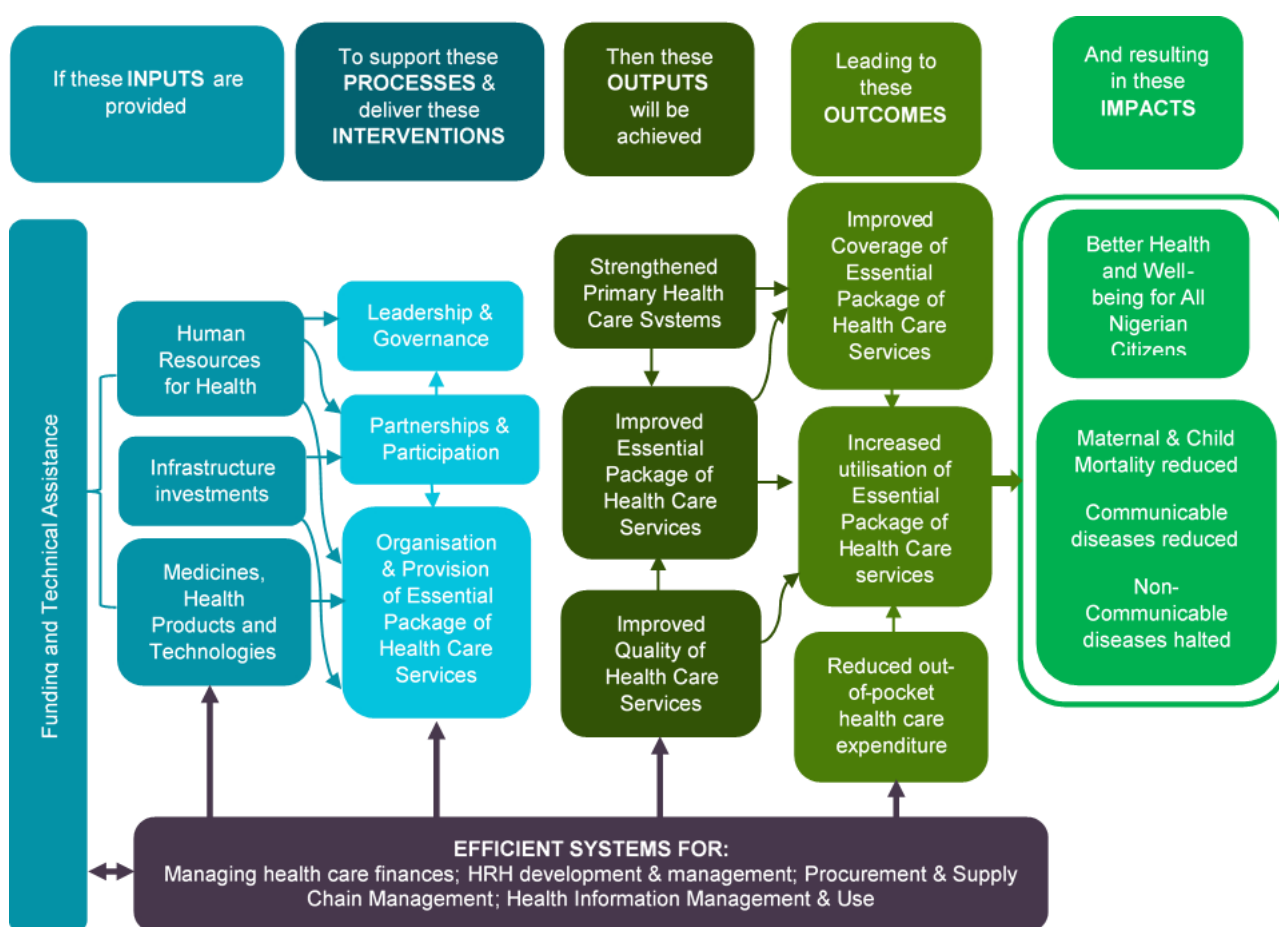 If these INPUTS are
provided
To support these
PROCESSES &
deliver these
INTERVENTIONS
Then these
OUTPUTS
will be
achieved
Leading to
these
OUTCOMES
And resulting
in these
IMPACTS
Funding and Technical Assistance
Human
Resources
for Health
Infrastructure
investments
Medicines,
Health
Products and
Technologies
Leadership &
Governance
Partnerships &
Participation
Organisation
& Provision
of Essential
Package of
Health Care
Services
Strengthened
Primary Health
Care Systems
Improved
Essential
Package of
Health Care
Services
Improved
Quality of
Health Care
Services
Improved
Coverage of
Essential
Package of
Health Care
Services
Increased
utilisation of
Essential
Package of
Health Care
services
Reduced out-
of-pocket
health care
expenditure
Better Health
and Well-
being for All
Nigerian
Citizens
Maternal & Child
Mortality reduced
Communicable
diseases reduced
Non-
Communicable
diseases halted
EFFICIENT SYSTEMS FOR:
Managing health care finances; HRH development & management; Procurement & Supply
Chain Management; Health Information Management & Use